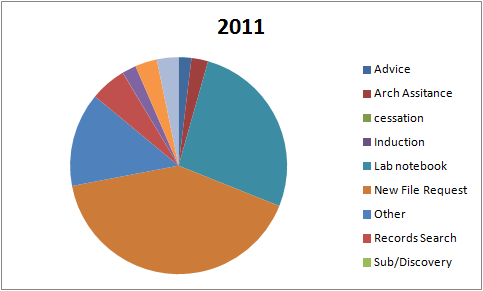 2011
Advice
Arch Assitance
cessation
Induction
Lab notebook
New File Request
Other
Records Search
Sub/Discovery